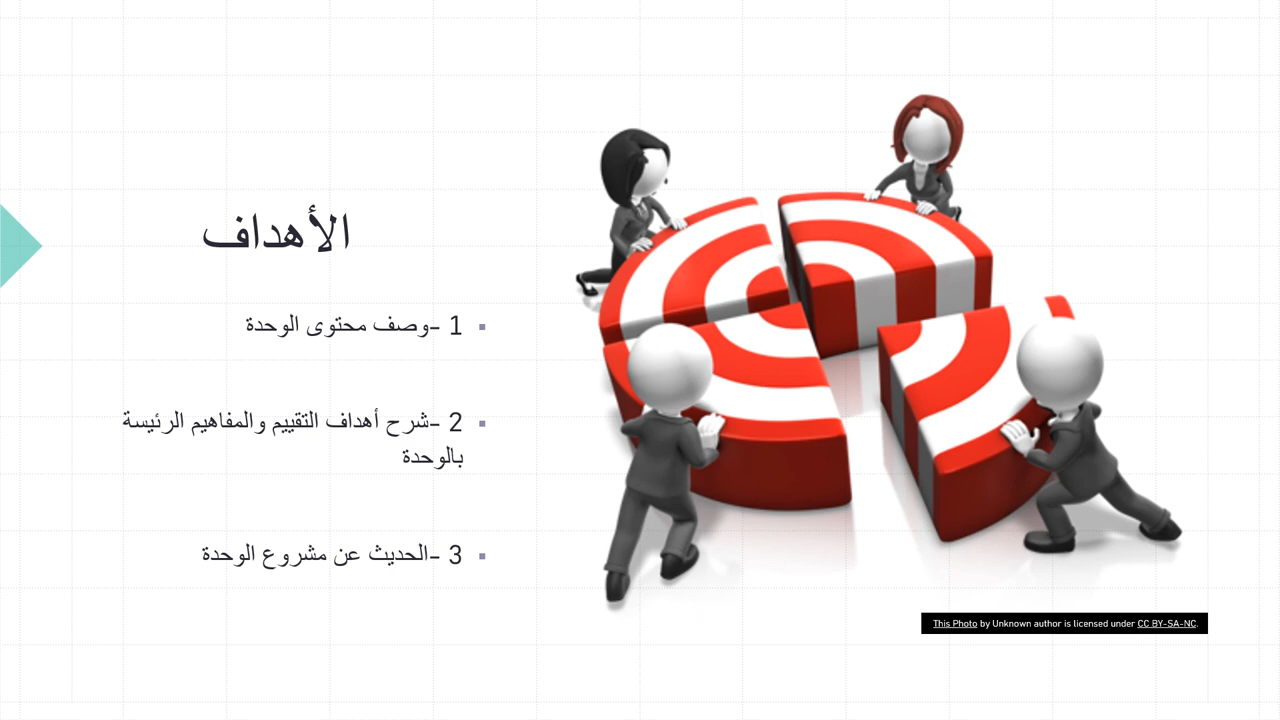 الأهداف
1 -وصف محتوى الوحدة
2 -شرح أهداف التقييم والمفاهيم الرئيسة
بالوحدة
3 -الحديث عن مشروع الوحدة
This Photo by Unknown author is licensed under CC BY-SA-NC.